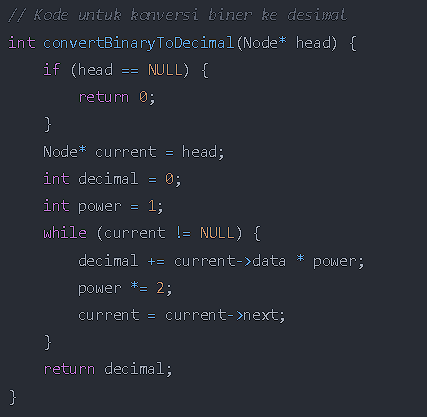 // Kode untuk konversi biner ke desimal
int convertBinaryToDecimal(Node* head) {
    if (head == NULL) {
        return 0;
    }
    Node* current = head;
    int decimal = 0;
    int power = 1;
    while (current != NULL) {
        decimal += current->data * power;
        power *= 2;
        current = current->next;
    }
    return decimal;
}